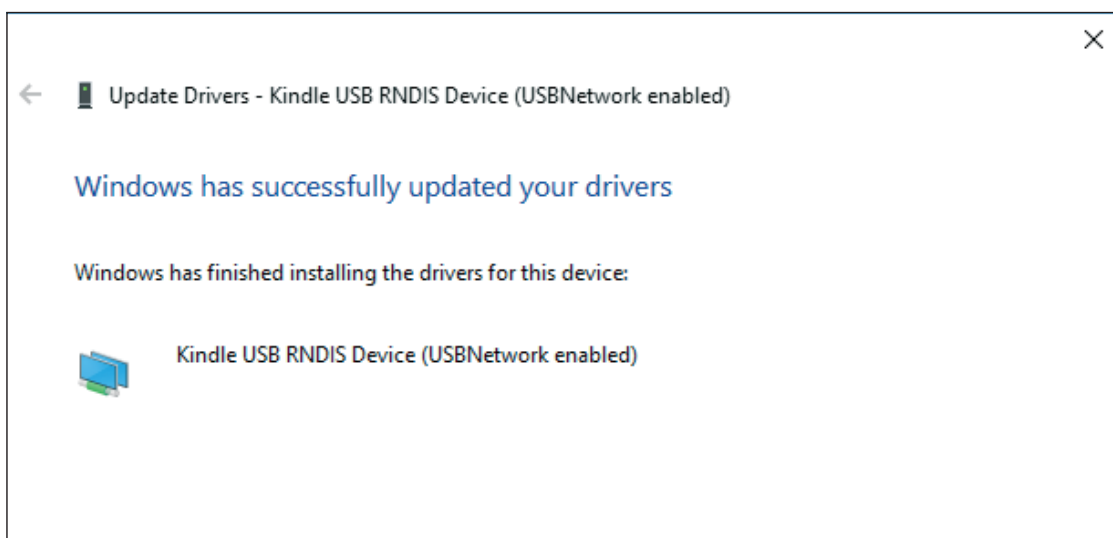 Update Drivers - Kindle USB RNDIS Device (USBNetwork enabled)
Windows has successfully updated your drivers
Windows has finished installing the drivers for this device:
Kindle USB RNDIS Device (USBNetwork enabled)